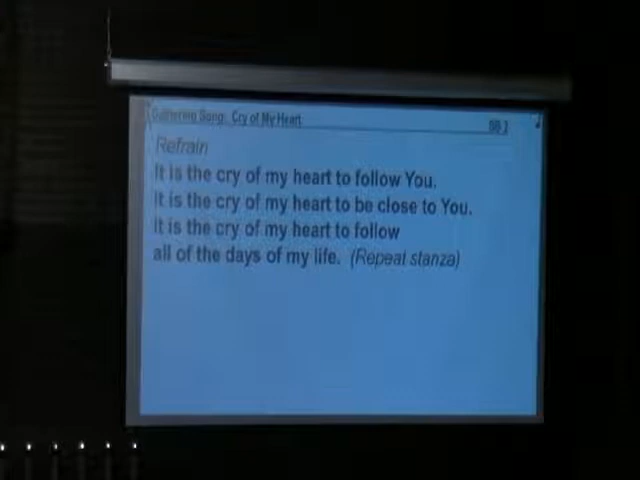 Gathering Song: Cry of My Heart
Refrain
It is the cry of my heart to follow You.
It is the cry of my heart to be close to You.
It is the cry of my heart to follow
all of the days of my life. (Repeat stanza)